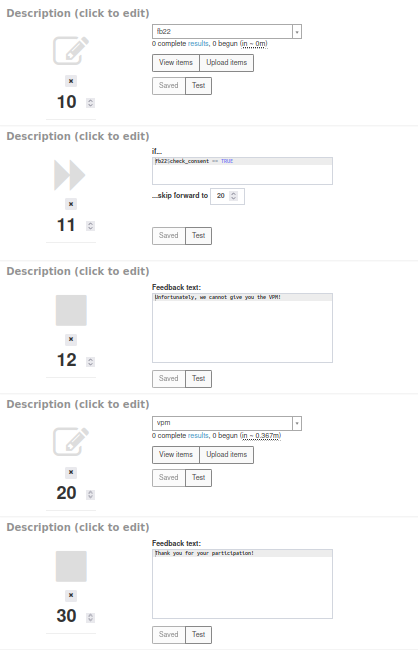 Description (click to edit)
fb22
0 complete results, 0 begun (in ~ 0m)
View items
Upload items
10
Saved
Test
Description (click to edit)
if...
fb22$check_consent == TRUE
...skip forward to
20
11
Saved
Test
Description (click to edit)
Feedback text:
Unfortunately, we cannot give you the VPM!
12
Saved
Test
Description (click to edit)
vpm
0 complete results, 0 begun (in ~ 0.367m)
View items
Upload items
20
Saved
Test
Description (click to edit)
Feedback text:
Thank you for your participation!
30
Saved
Test